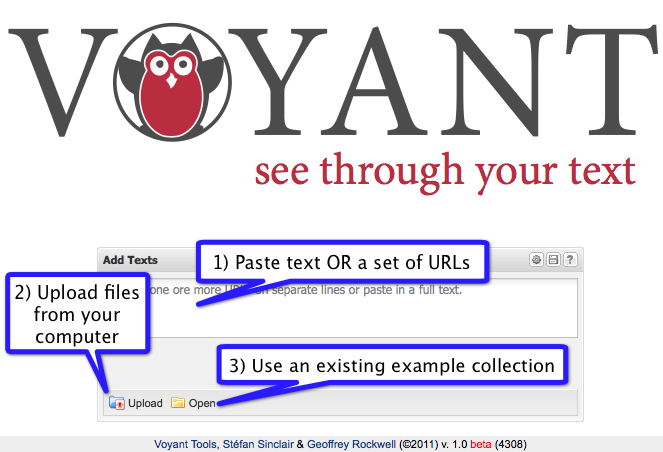 VOYANT
see through your text
Add Texts
1) Paste text OR a set of URLs
one ore more on separate lines or paste in a full text.
2) Upload files
from your
computer
3) Use an existing example collection
Upload Open
Voyant Tools, Stéfan Sinclair & Geoffrey Rockwell (©2011) v. 1.0 beta (4308)